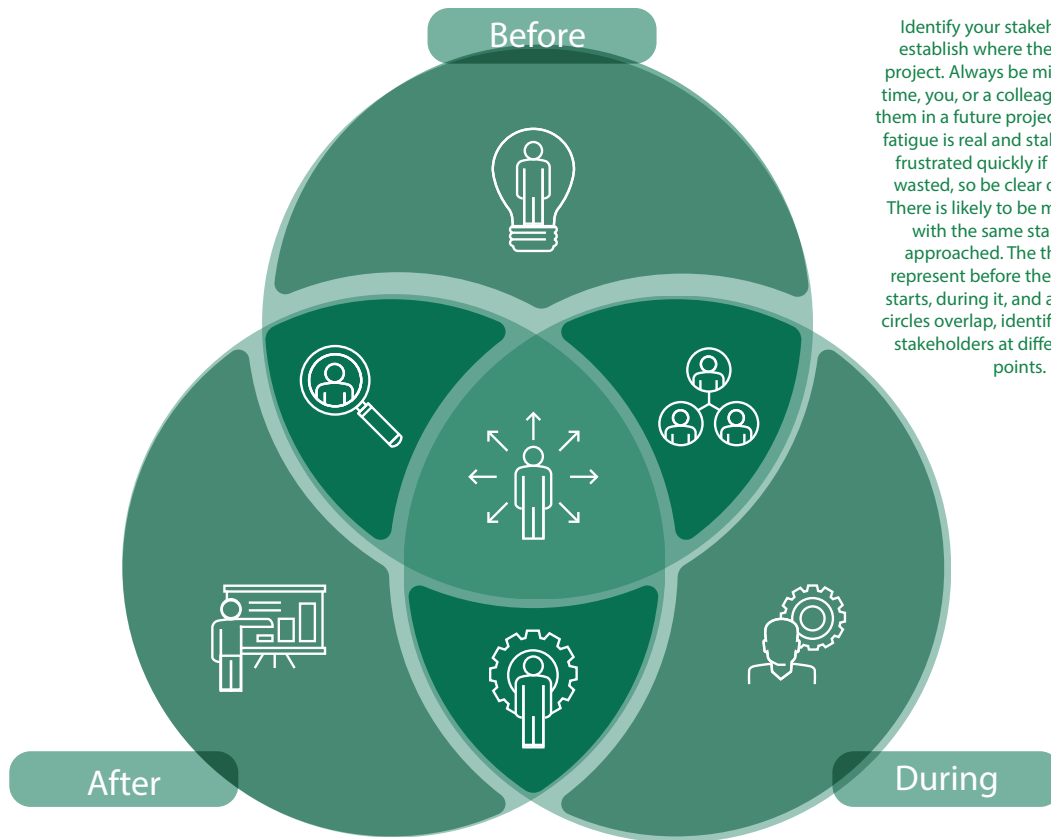 Before
Identify your stakeh
establish where the
project. Always be mi
time, you, or a colleag
them in a future projec
fatigue is real and stal
frustrated quickly if
wasted, so be clear c
There is likely to be m
with the same sta
approached. The th
represent before the
starts, during it, and a
circles overlap, identif
stakeholders at diffe
points.
After
During